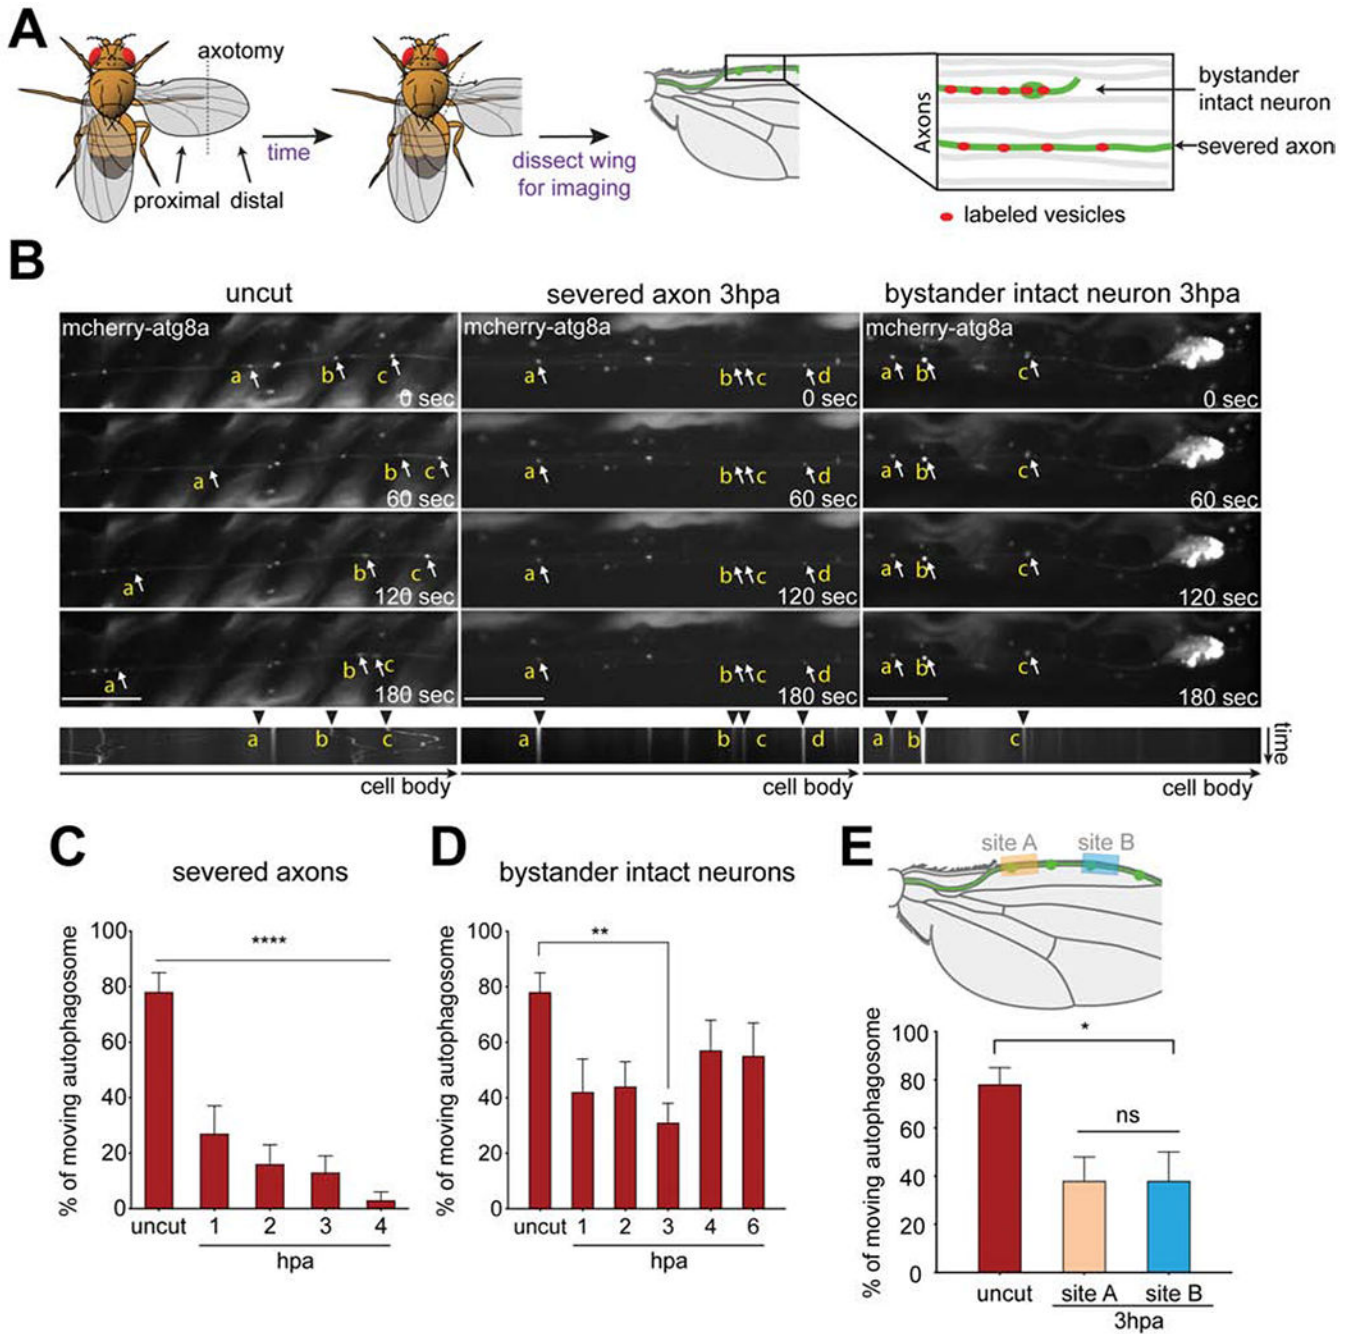 A
axotomy
time
proximal distal
dissect wing
for imaging
Axons
bystander
intact neuron
severed axon
labeled vesicles
B
uncut
severed axon 3hpa
bystander intact neuron 3hpa
mcherry-atg8a
mcherry-atg8a
mcherry-atg8a
a b c
0 sec
a b c d
0 sec
a b c
0 sec
a b c
60 sec
a b c d
60 sec
a b c
60 sec
a b c
120 sec
a b c d
120 sec
a b c
120 sec
a b c
180 sec
a b c d
180 sec
a b c
180 sec
a b c
a b c d
a b c
time
cell body
cell body
cell body
C
severed axons
% of moving autophagosome
100
80
60
40
20
0
****
uncut 1 2 3 4
hpa
D
bystander intact neurons
% of moving autophagosome
100
80
60
40
20
0
**
uncut 1 2 3 4 6
hpa
E
site A site B
% of moving autophagosome
100
80
60
40
20
0
*
ns
uncut site A site B
3hpa